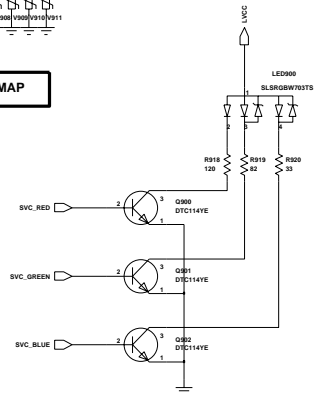 908 V909 V910 V911
MAP
LVCC
LED900
SLSRGBW703TS
1
2 3 4
R918
120
R919
82
R920
33
SVC_RED
2
3
1
Q900
DTC114YE
SVC_GREEN
2
3
1
Q901
DTC114YE
SVC_BLUE
2
3
1
Q902
DTC114YE